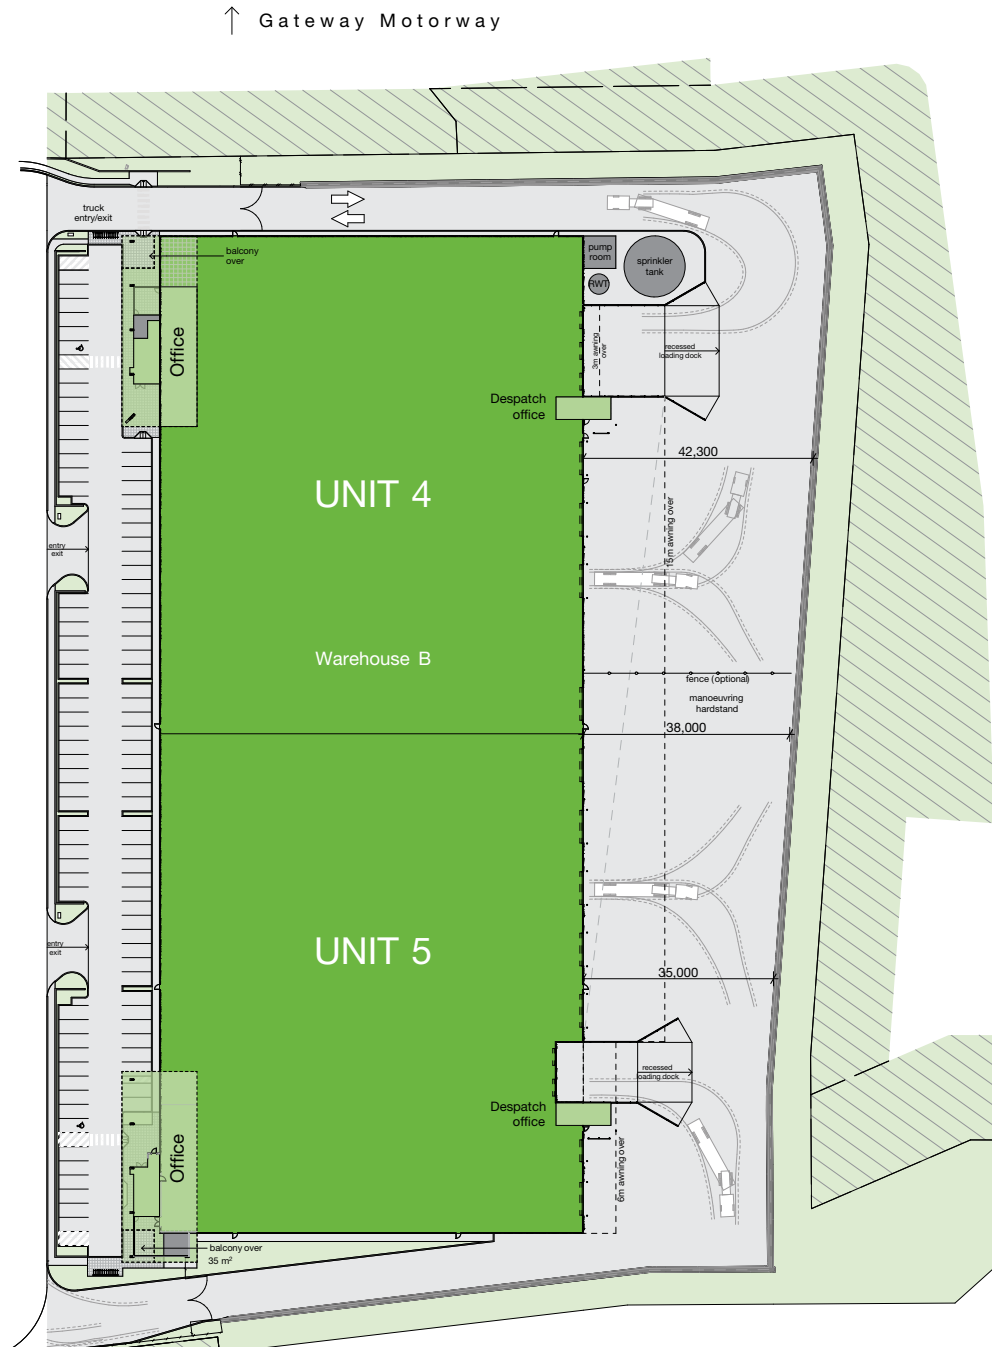 Gateway Motorway
truck
entry/exit
balcony
over
pump
room
sprinkler
tank
RWT
Office
3m awning
over
recessed
loading dock
Despatch
office
42,300
UNIT 4
15m awning over
entry
exit
Warehouse B
fence (optional)
manoeuvring
hardstand
38,000
UNIT 5
entry
exit
35,000
recessed
loading dock
Despatch
office
Office
6m awning over
balcony over
35 m²